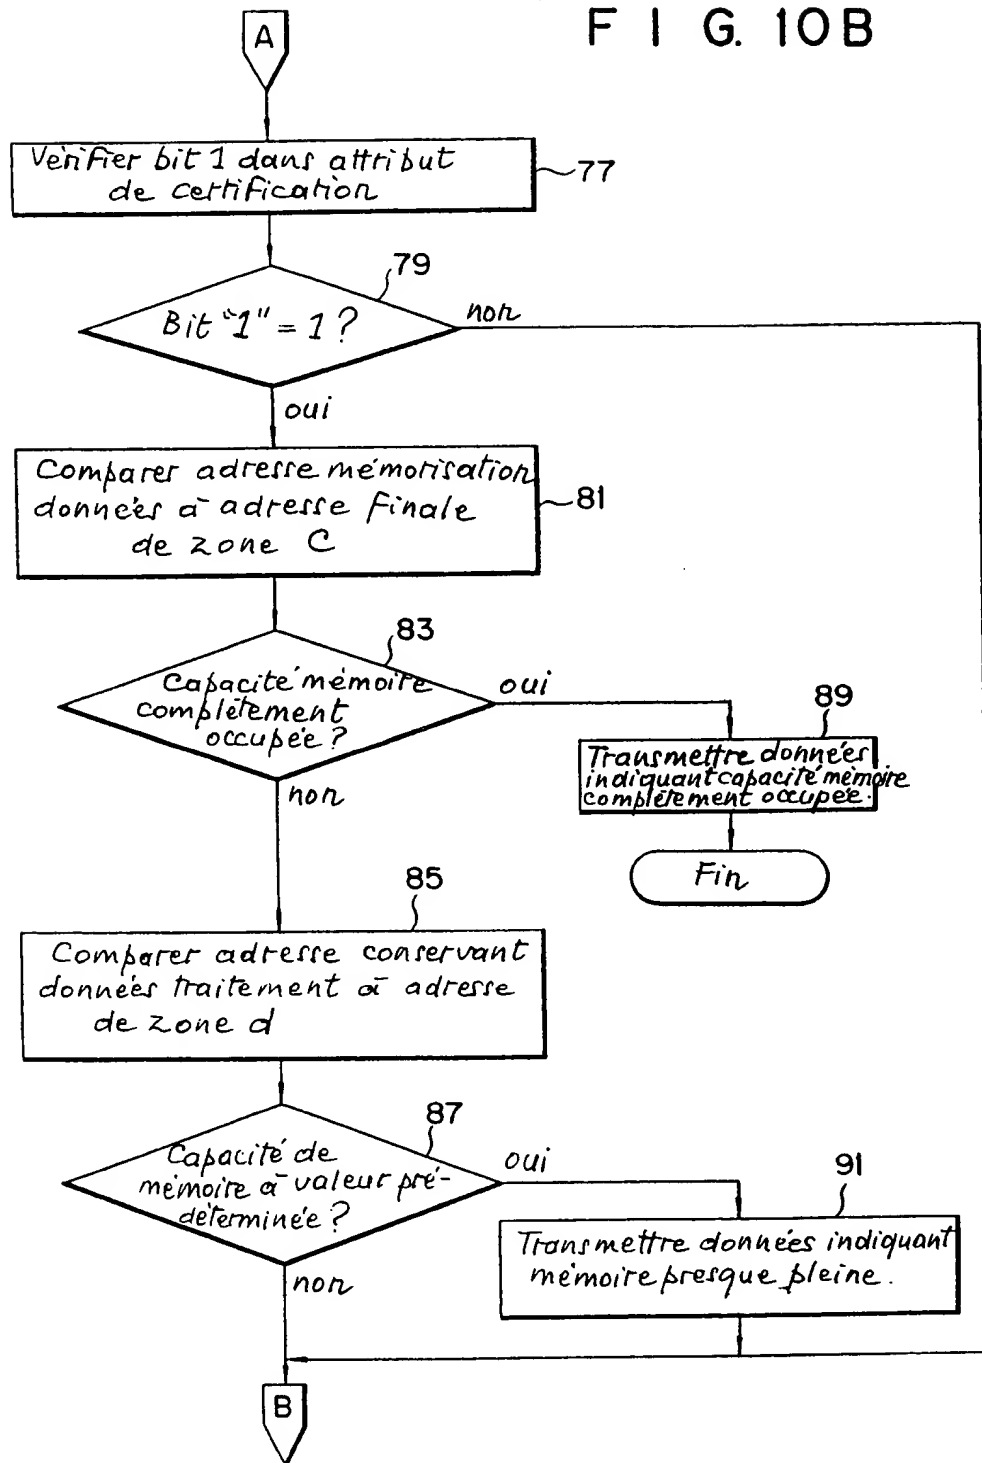 FIG. 10B
A
Vérifier bit 1 dans attribut
de certification
77
79
Bit "1" = 1 ?
non
oui
Comparer adresse mémorisation
données à adresse finale
de zone C
81
83
Capacité mémoire
complètement
occupée ?
oui
non
89
Transmettre données
indiquant capacité mémoire
complètement occupée.
Fin
85
Comparer adresse conservant
données traitement à adresse
de zone d
87
Capacité de
mémoire à valeur pré-
déterminée ?
oui
non
91
Transmettre données indiquant
mémoire presque pleine.
B